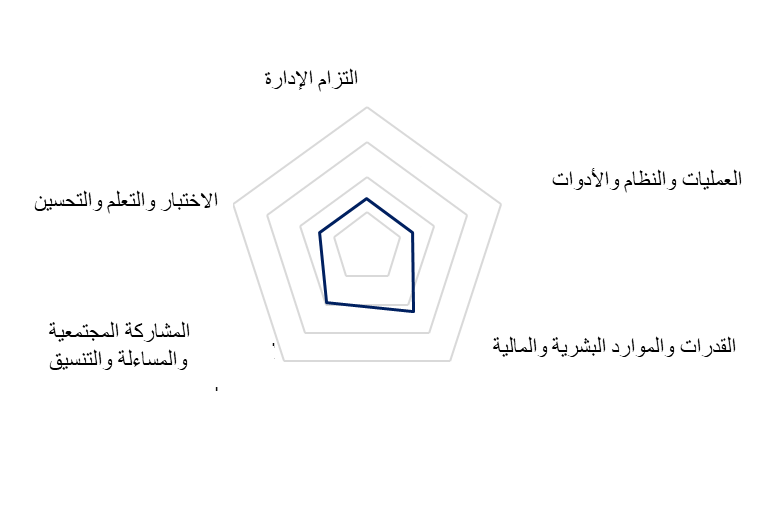 التزام الإدارة
العمليات والنظام والأدوات
الاختبار والتعلم والتحسين
القدرات والموارد البشرية والمالية
المشاركة المجتمعية
والمساءلة والتنسيق